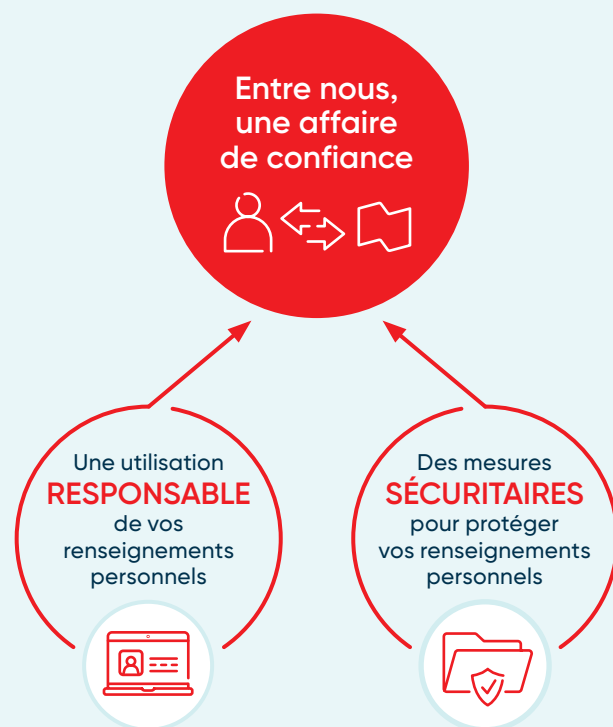 Entre nous,
une affaire
de confiance
Une utilisation
RESPONSABLE
de vos
renseignements
personnels
Des mesures
SÉCURITAIRES
pour protéger
vos renseignements
personnels